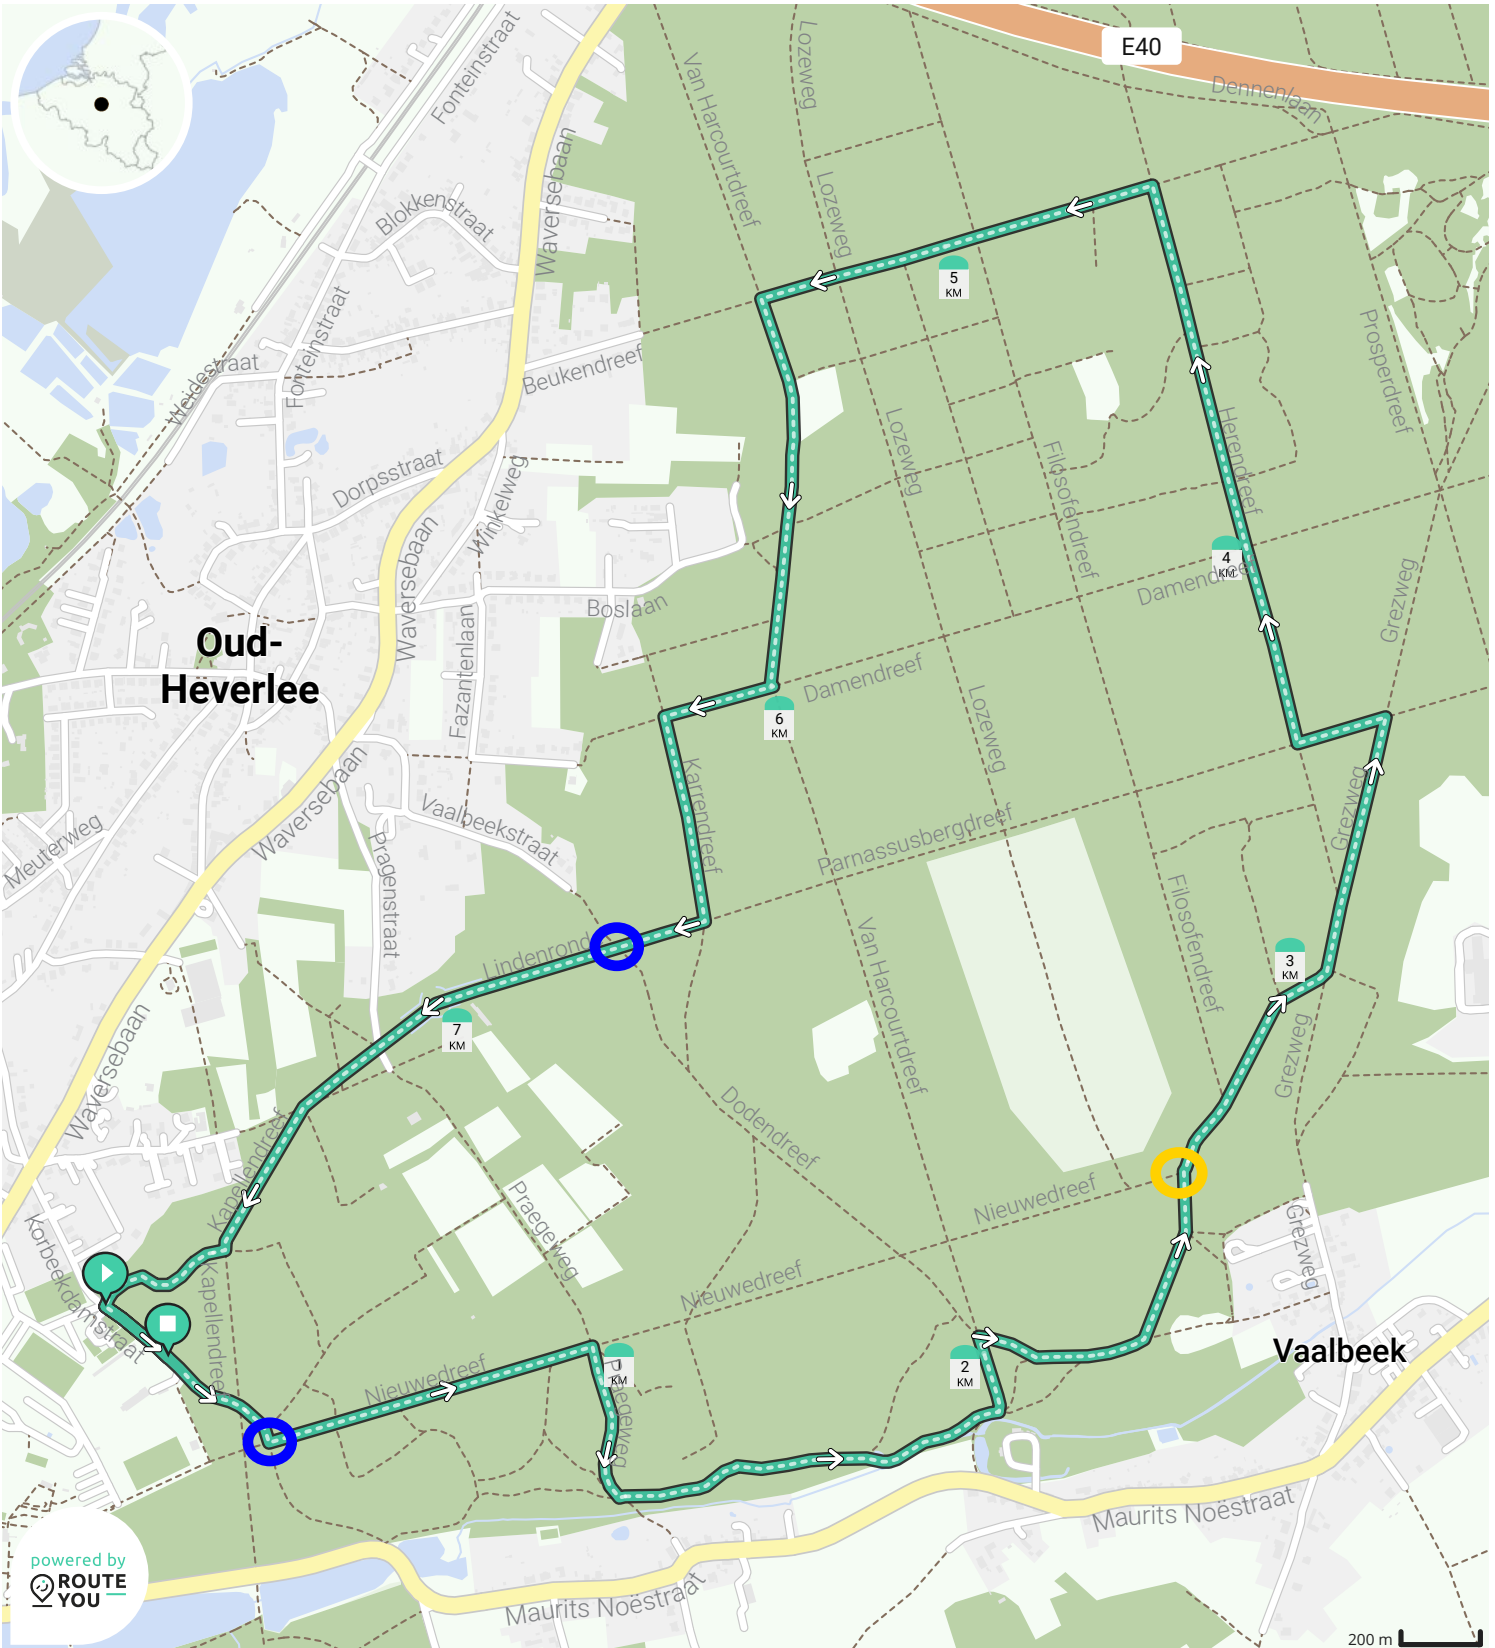 E40
Dennenlaan
Fonteinstraat
Lozeweg
Van Harcourtdreef
Waversebaan
Blokkenstraat
Lozeweg
Fonteinstraat
Weidestraat
Beukendreef
5
KM
Prosperdreef
Herendreef
Lozeweg
Filosofendreef
Dorpsstraat
Winkelweg
Waversebaan
4
KM
Damendreef
Grezweg
Boslaan
Fazantenlaan
Oud-
Heverlee
Damendreef
6
KM
Lozeweg
Karrendreef
Waversebaan
Vaalbeekstraat
Meuterweg
Pragenstraat
Parnassusbergdreef
Grezweg
Filosofendreef
Lindenrond
3
KM
Van Harcourtdreef
7
KM
Waversebaan
Grezweg
Dodendreef
Kapellendreef
Praegeweg
Nieuwedreef
Grezweg
Korbeekdamstraat
Kapellendreef
Nieuwedreef
Nieuwedreef
1
KM
Praegeweg
2
KM
Vaalbeek
Maurits Noëstraat
Maurits Noëstraat
powered by
ROUTE
YOU
200 m